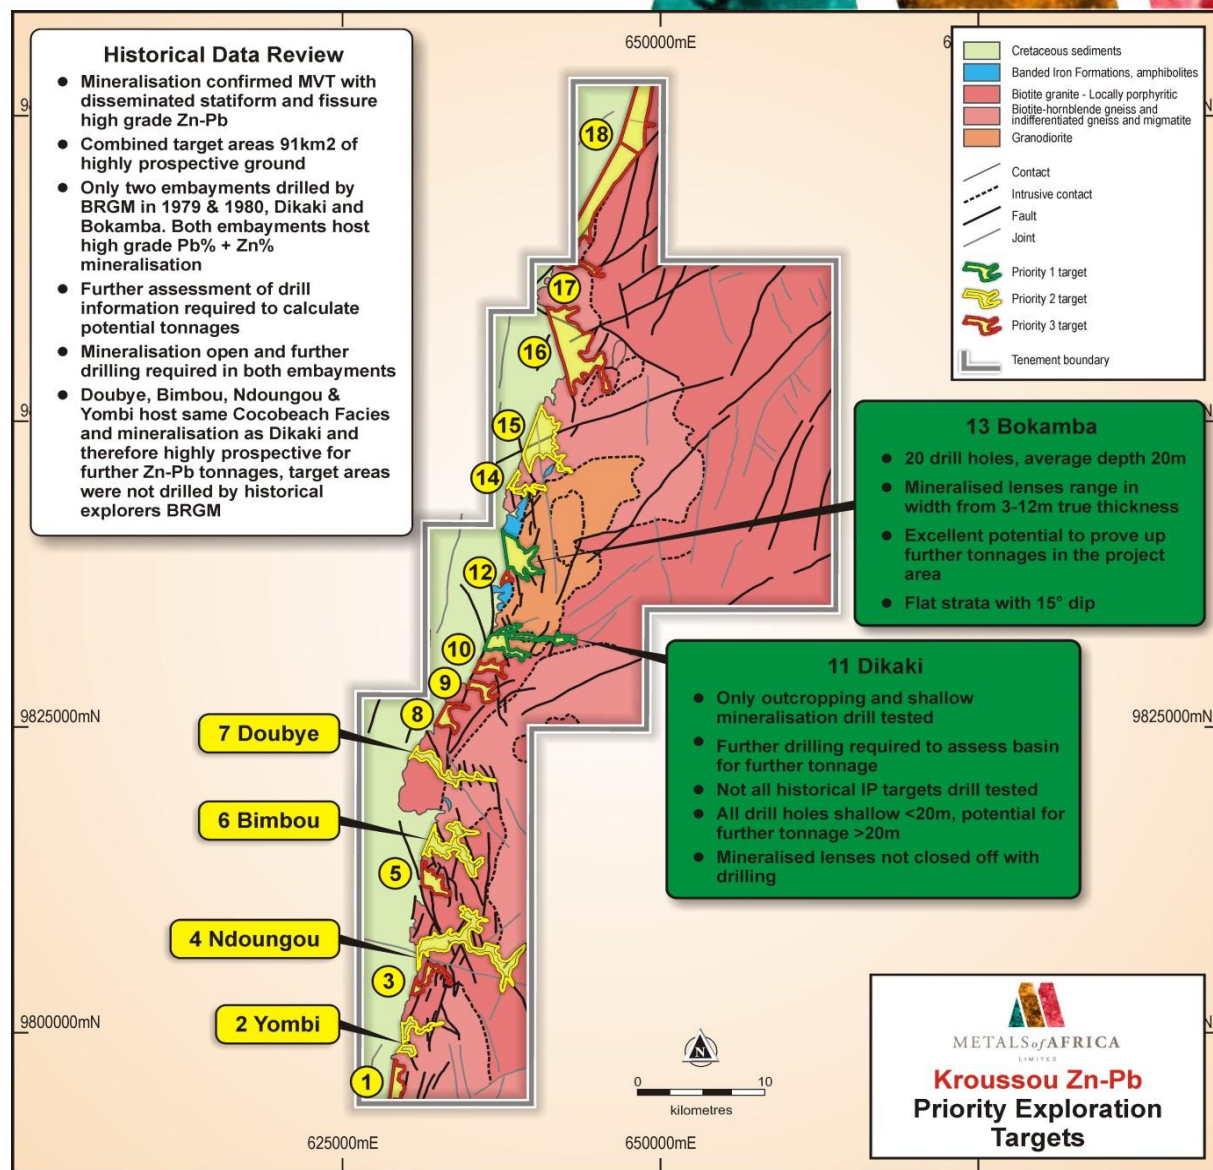 650000mE
Historical Data Review
● Mineralisation confirmed MVT with
disseminated statiform and fissure
high grade Zn-Pb
● Combined target areas 91km2 of
highly prospective ground
● Only two embayments drilled by
BRGM in 1979 & 1980, Dikaki and
Bokamba. Both embayments host
high grade Pb% + Zn%
mineralisation
● Further assessment of drill
information required to calculate
potential tonnages
● Mineralisation open and further
drilling required in both embayments
● Doubye, Bimbou, Ndoungou &
Yombi host same Cocobeach Facies
and mineralisation as Dikaki and
therefore highly prospective for
further Zn-Pb tonnages, target areas
were not drilled by historical
explorers BRGM
Cretaceous sediments
Banded Iron Formations, amphibolites
Biotite granite - Locally porphyritic
Biotite-hornblende gneiss and
indifferentiated gneiss and migmatite
Granodiorite
Contact
Intrusive contact
Fault
Joint
Priority 1 target
Priority 2 target
Priority 3 target
Tenement boundary
18
17
16
15
14
12
10
9
8
7 Doubye
6 Bimbou
5
4 Ndoungou
3
2 Yombi
1
13 Bokamba
● 20 drill holes, average depth 20m
● Mineralised lenses range in
width from 3-12m true thickness
● Excellent potential to prove up
further tonnages in the project
area
● Flat strata with 15° dip
11 Dikaki
● Only outcropping and shallow
mineralisation drill tested
● Further drilling required to assess basin
for further tonnage
● Not all historical IP targets drill tested
● All drill holes shallow <20m, potential for
further tonnage >20m
● Mineralised lenses not closed off with
drilling
9825000mN
9825000mN
9800000mN
N
0 10
kilometres
METALS of AFRICA
LIMITED
Kroussou Zn-Pb
Priority Exploration
Targets
625000mE
650000mE